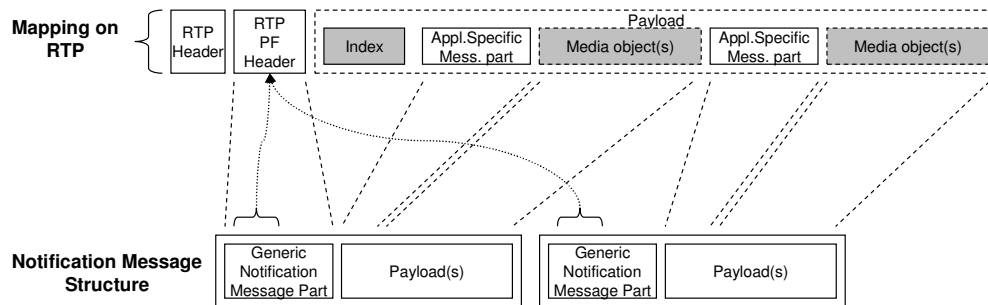 Mapping on
RTP
RTP
Header
RTP
PF
Header
Payload
Index
Appl.Specific
Mess. part
Media object(s)
Appl.Specific
Mess. part
Media object(s)
Notification Message
Structure
Generic
Notification
Message Part
Payload(s)
Generic
Notification
Message Part
Payload(s)